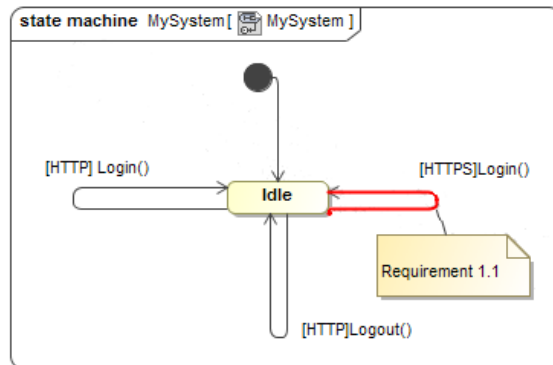 state machine MySystem [ MySystem ]
[HTTP] Login()
[HTTPS]Login()
Idle
Requirement 1.1
[HTTP]Logout()